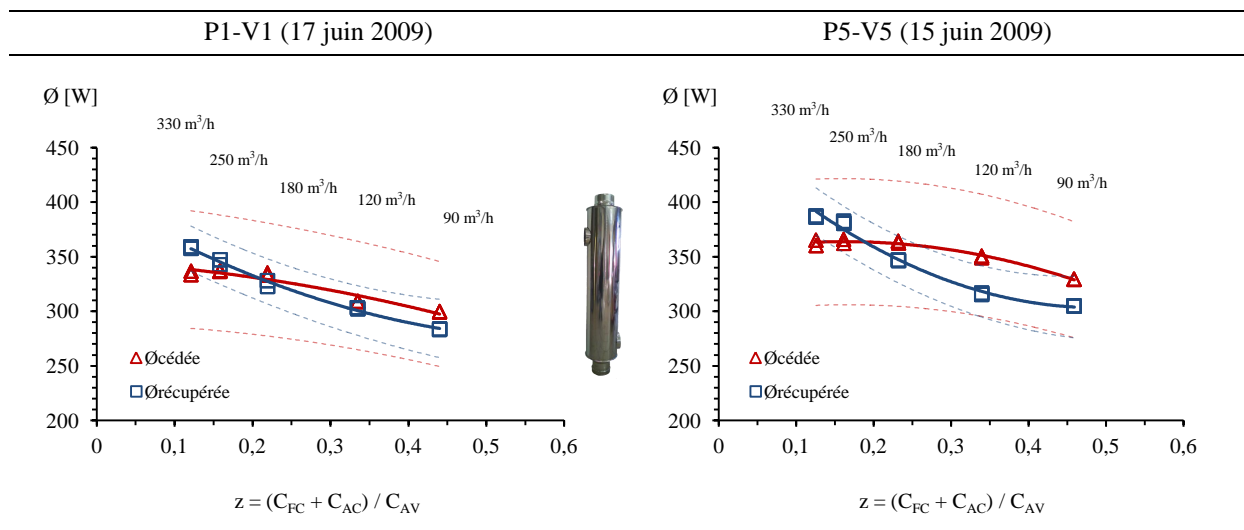 P1-V1 (17 juin 2009)
Ø [W]
330 m³/h
250 m³/h
180 m³/h
120 m³/h
90 m³/h
450
400
350
300
250
200
Øcédée
Ørécupérée
0
0,1
0,2
0,3
0,4
0,5
0,6
z = (C_FC + C_AC) / C_AV
P5-V5 (15 juin 2009)
Ø [W]
330 m³/h
250 m³/h
180 m³/h
120 m³/h
90 m³/h
450
400
350
300
250
200
Øcédée
Ørécupérée
0
0,1
0,2
0,3
0,4
0,5
0,6
z = (C_FC + C_AC) / C_AV